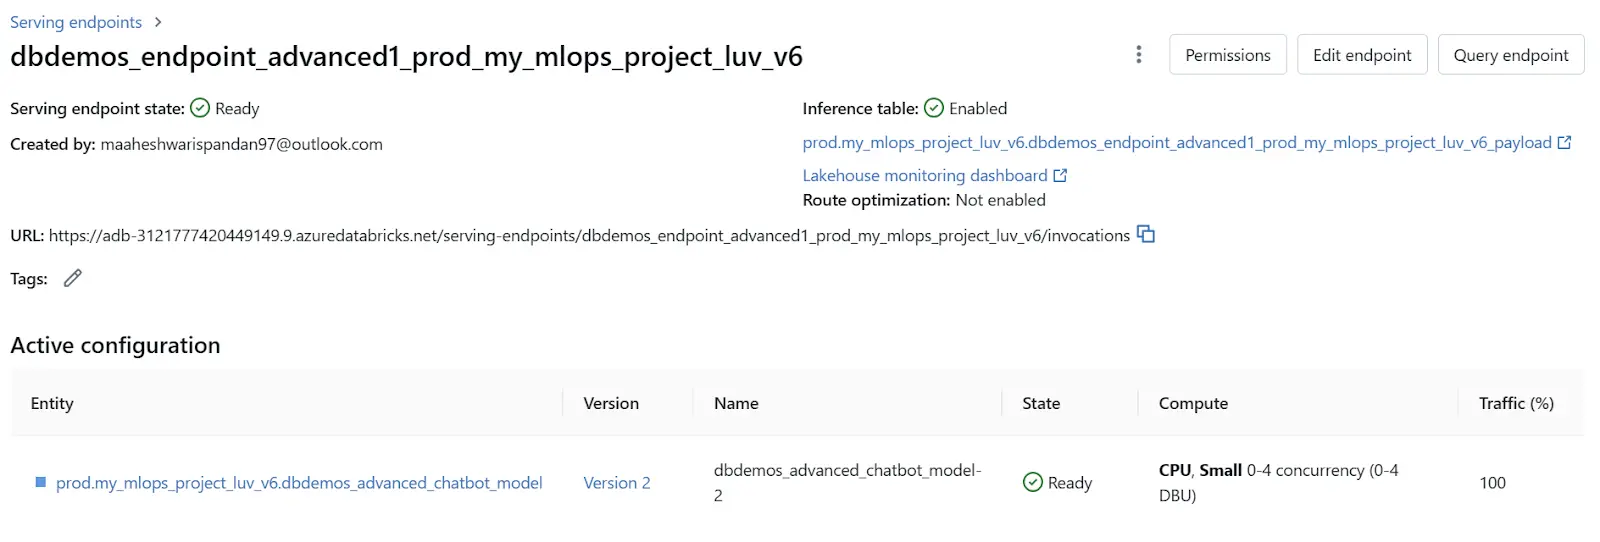 Serving endpoints >
dbdemos_endpoint_advanced1_prod_my_mlops_project_luv_v6
Permissions
Edit endpoint
Query endpoint
Serving endpoint state: Ready
Created by: maaheshwarispandan97@outlook.com
Inference table: Enabled
prod.my_mlops_project_luv_v6.dbdemos_endpoint_advanced1_prod_my_mlops_project_luv_v6_payload
Lakehouse monitoring dashboard
Route optimization: Not enabled
URL: https://adb-3121777420449149.9.azuredatabricks.net/serving-endpoints/dbdemos_endpoint_advanced1_prod_my_mlops_project_luv_v6/invocations
Tags:
Active configuration
Entity Version Name State Compute Traffic (%)
prod.my_mlops_project_luv_v6.dbdemos_advanced_chatbot_model
Version 2
dbdemos_advanced_chatbot_model-
2
Ready
CPU, Small 0-4 concurrency (0-4
DBU)
100